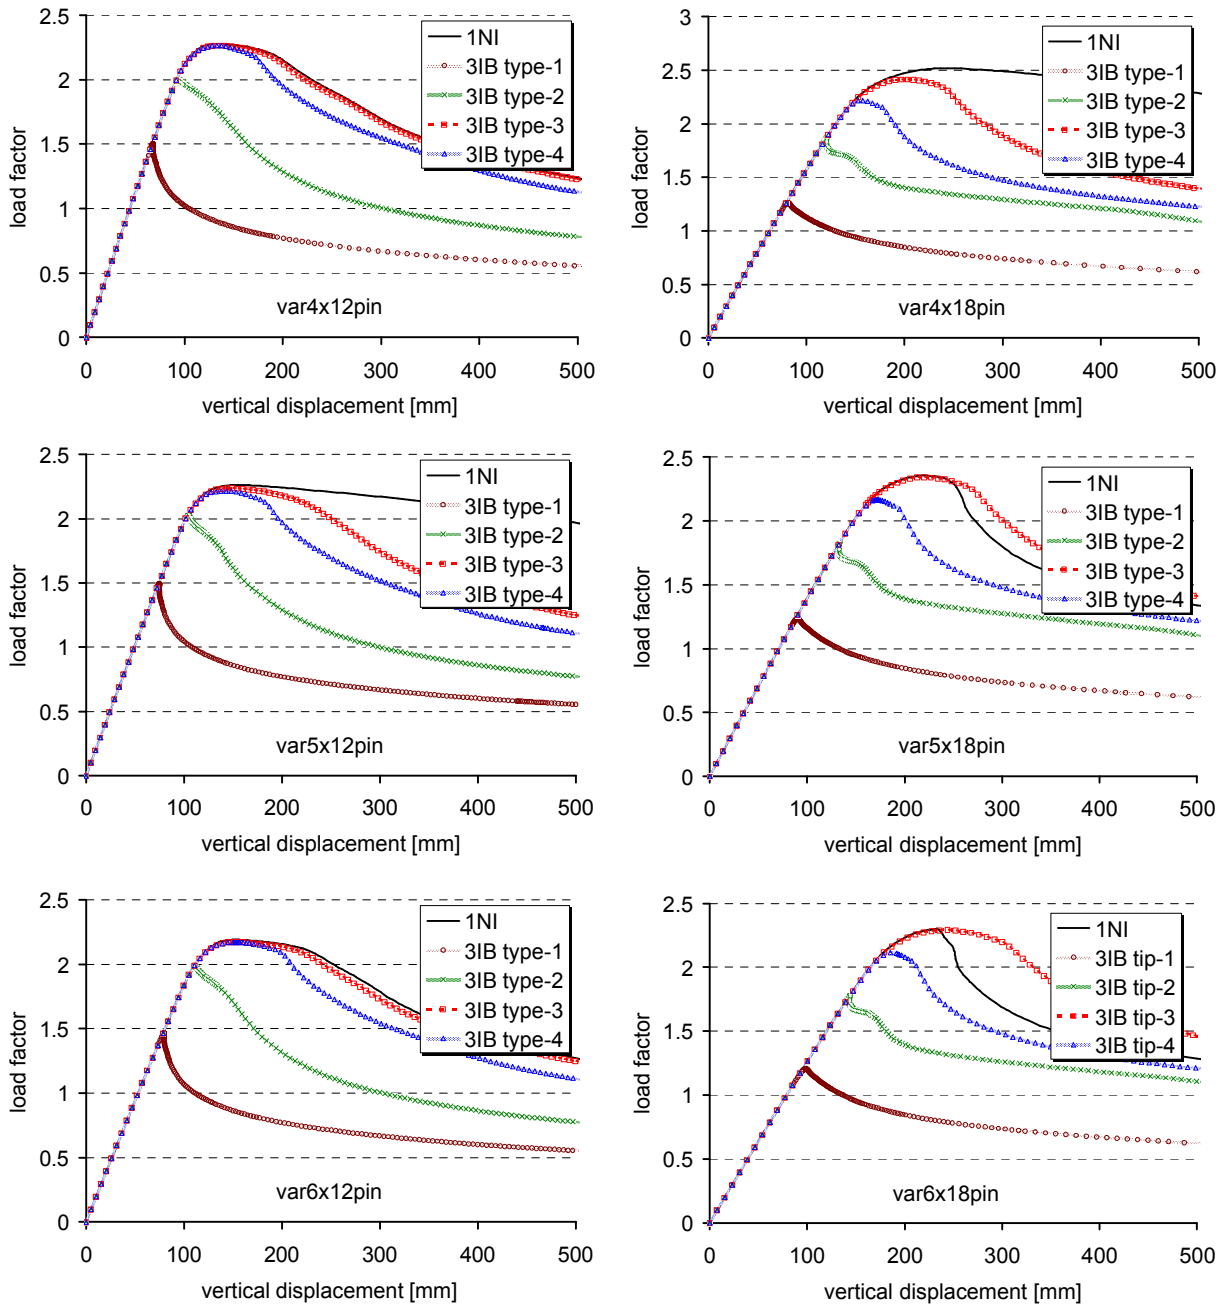 2.5
2
1.5
1
0.5
0
load factor
1NI
3IB type-1
3IB type-2
3IB type-3
3IB type-4
var4x12pin
0 100 200 300 400 500
vertical displacement [mm]
3
2.5
2
1.5
1
0.5
0
load factor
1NI
3IB type-1
3IB type-2
3IB type-3
3IB type-4
var4x18pin
0 100 200 300 400 500
vertical displacement [mm]
2.5
2
1.5
1
0.5
0
load factor
1NI
3IB type-1
3IB type-2
3IB type-3
3IB type-4
var5x12pin
0 100 200 300 400 500
vertical displacement [mm]
2.5
2
1.5
1
0.5
0
load factor
1NI
3IB type-1
3IB type-2
3IB type-3
3IB type-4
var5x18pin
0 100 200 300 400 500
vertical displacement [mm]
2.5
2
1.5
1
0.5
0
load factor
1NI
3IB type-1
3IB type-2
3IB type-3
3IB type-4
var6x12pin
0 100 200 300 400 500
vertical displacement [mm]
2.5
2
1.5
1
0.5
0
load factor
1NI
3IB tip-1
3IB tip-2
3IB tip-3
3IB tip-4
var6x18pin
0 100 200 300 400 500
vertical displacement [mm]